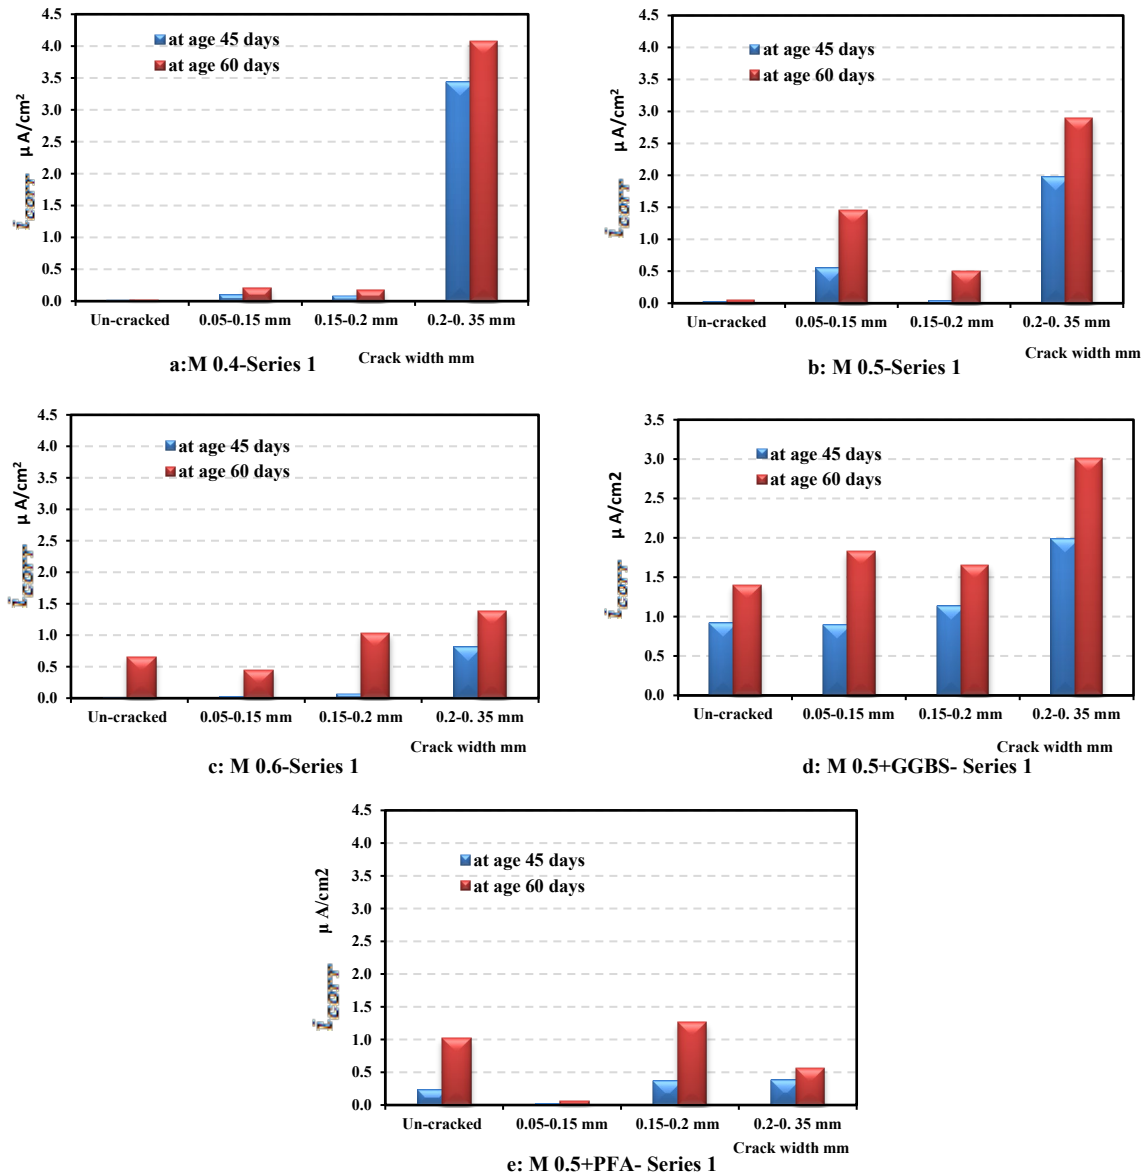 4.5
4.0
3.5
3.0
2.5
2.0
1.5
1.0
0.5
0.0
i corr μ A/cm²
at age 45 days
at age 60 days
Un-cracked 0.05-0.15 mm 0.15-0.2 mm 0.2-0. 35 mm
Crack width mm
a:M 0.4-Series 1
4.5
4.0
3.5
3.0
2.5
2.0
1.5
1.0
0.5
0.0
i corr μ A/cm²
at age 45 days
at age 60 days
Un-cracked 0.05-0.15 mm 0.15-0.2 mm 0.2-0. 35 mm
Crack width mm
b: M 0.5-Series 1
4.5
4.0
3.5
3.0
2.5
2.0
1.5
1.0
0.5
0.0
i corr μ A/cm²
at age 45 days
at age 60 days
Un-cracked 0.05-0.15 mm 0.15-0.2 mm 0.2-0. 35 mm
Crack width mm
c: M 0.6-Series 1
3.5
3.0
2.5
2.0
1.5
1.0
0.5
0.0
i corr μ A/cm2
at age 45 days
at age 60 days
Un-cracked 0.05-0.15 mm 0.15-0.2 mm 0.2-0. 35 mm
Crack width mm
d: M 0.5+GGBS- Series 1
4.5
4.0
3.5
3.0
2.5
2.0
1.5
1.0
0.5
0.0
i corr μ A/cm2
at age 45 days
at age 60 days
Un-cracked 0.05-0.15 mm 0.15-0.2 mm 0.2-0. 35 mm
Crack width mm
e: M 0.5+PFA- Series 1